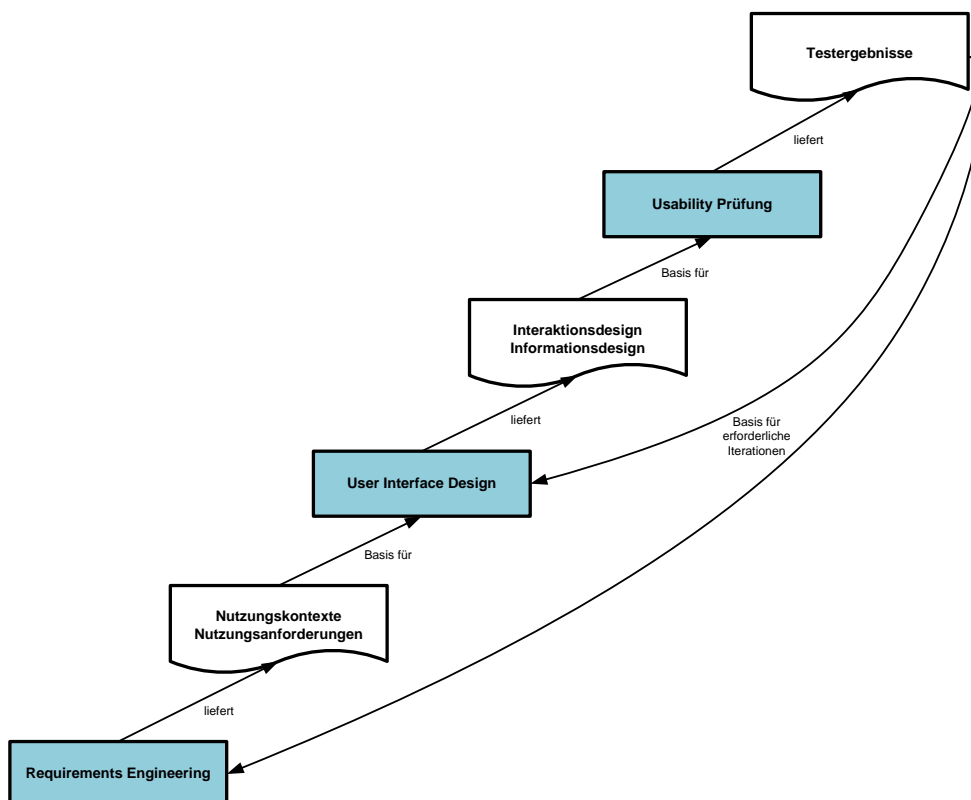 Testergebnisse
liefert
Usability Prüfung
Basis für
Interaktionsdesign
Informationsdesign
liefert
Basis für
erforderliche
Iterationen
User Interface Design
Basis für
Nutzungskontexte
Nutzungsanforderungen
liefert
Requirements Engineering